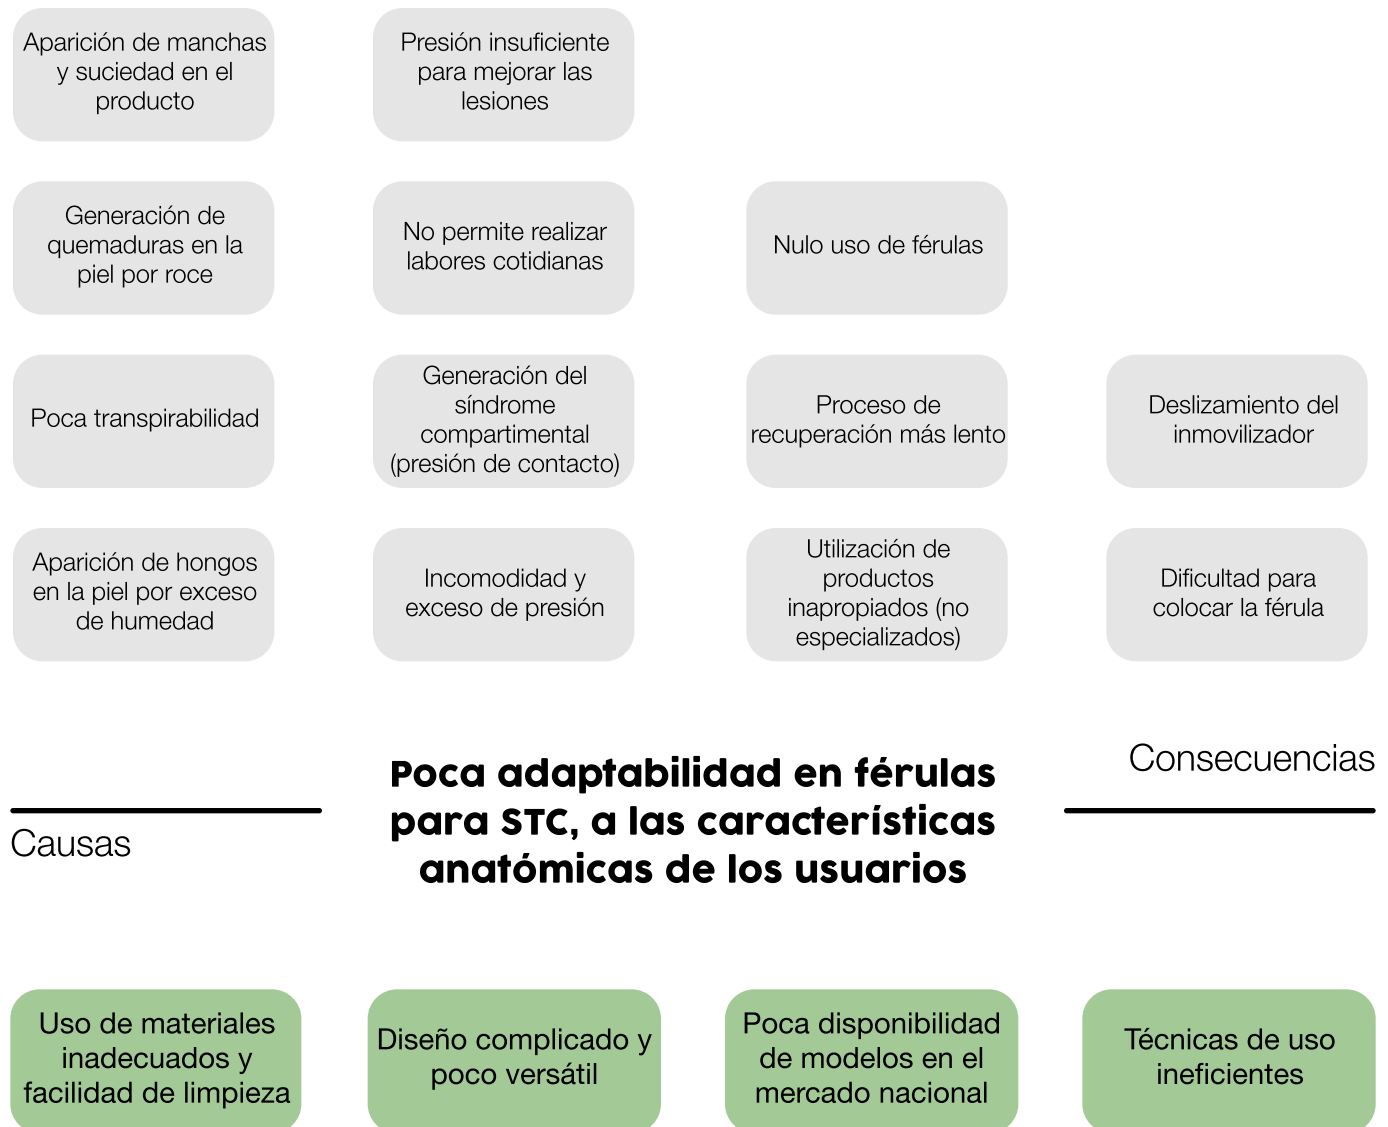 Aparición de manchas
y suciedad en el
producto
Presión insuficiente
para mejorar las
lesiones
Generación de
quemaduras en la
piel por roce
No permite realizar
labores cotidianas
Nulo uso de férulas
Poca transpirabilidad
Generación del
síndrome
compartimental
(presión de contacto)
Proceso de
recuperación más lento
Deslizamiento del
inmovilizador
Aparición de hongos
en la piel por exceso
de humedad
Incomodidad y
exceso de presión
Utilización de
productos
inapropiados (no
especializados)
Dificultad para
colocar la férula
Consecuencias
Poca adaptabilidad en férulas
para STC, a las características
anatómicas de los usuarios
Causas
Uso de materiales
inadecuados y
facilidad de limpieza
Diseño complicado y
poco versátil
Poca disponibilidad
de modelos en el
mercado nacional
Técnicas de uso
ineficientes